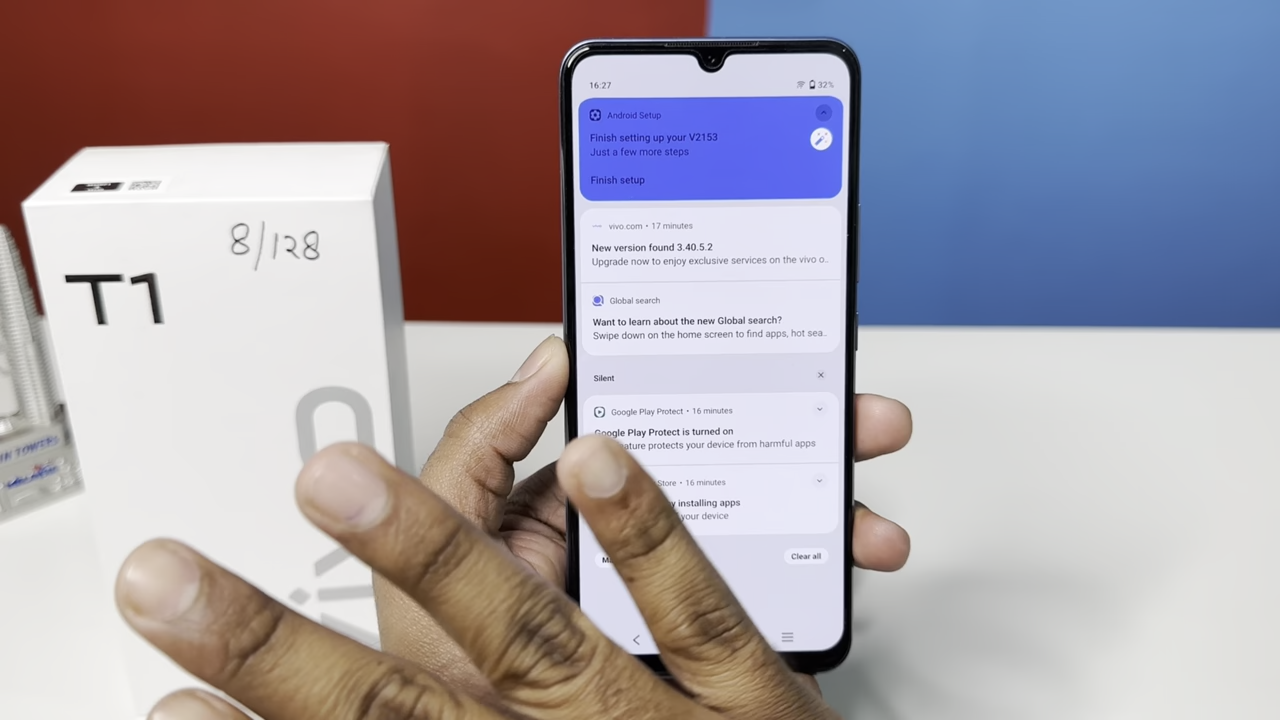 8/128
T1
vivo
16:27
32%
Android Setup
Finish setting up your V2153
Just a few more steps
Finish setup
vivo.com • 17 minutes
New version found 3.40.5.2
Upgrade now to enjoy exclusive services on the vivo o..
Global search
Want to learn about the new Global search?
Swipe down on the home screen to find apps, hot sea..
Silent
Google Play Protect • 16 minutes
Google Play Protect is turned on
protects your device from harmful apps
Store • 16 minutes
installing apps
your device
Clear all